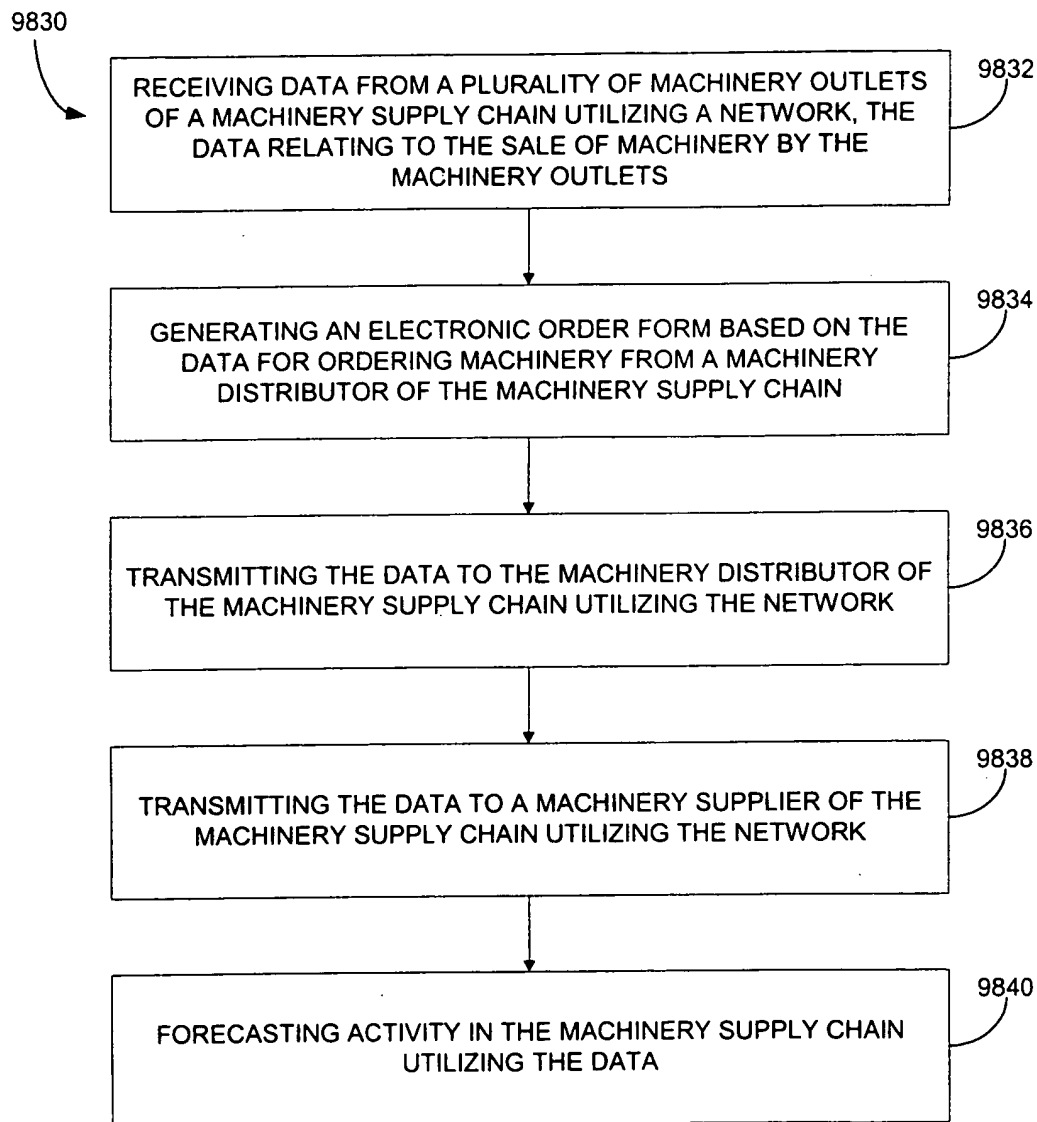 9830
RECEIVING DATA FROM A PLURALITY OF MACHINERY OUTLETS
OF A MACHINERY SUPPLY CHAIN UTILIZING A NETWORK, THE
DATA RELATING TO THE SALE OF MACHINERY BY THE
MACHINERY OUTLETS
9832
GENERATING AN ELECTRONIC ORDER FORM BASED ON THE
DATA FOR ORDERING MACHINERY FROM A MACHINERY
DISTRIBUTOR OF THE MACHINERY SUPPLY CHAIN
9834
TRANSMITTING THE DATA TO THE MACHINERY DISTRIBUTOR OF
THE MACHINERY SUPPLY CHAIN UTILIZING THE NETWORK
9836
TRANSMITTING THE DATA TO A MACHINERY SUPPLIER OF THE
MACHINERY SUPPLY CHAIN UTILIZING THE NETWORK
9838
FORECASTING ACTIVITY IN THE MACHINERY SUPPLY CHAIN
UTILIZING THE DATA
9840